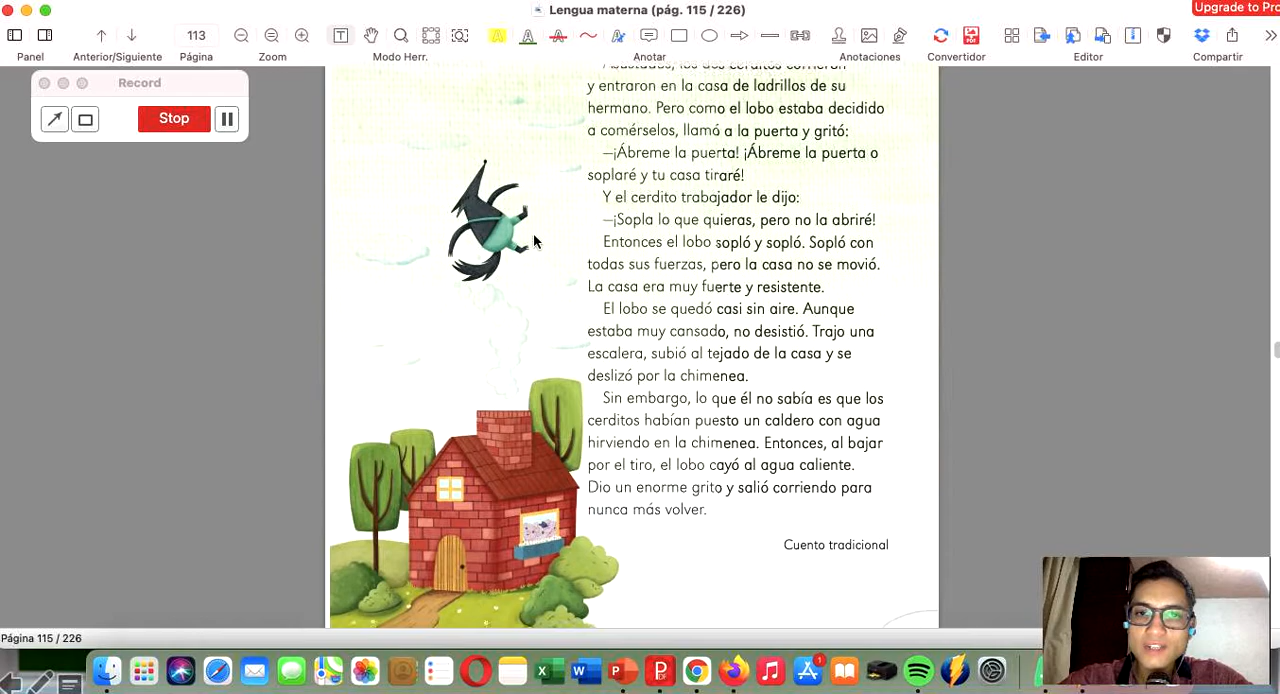 Lengua materna (pág. 115 / 226)
Upgrade to Pro
113
Panel
Anterior/Siguiente
Página
Zoom
Modo Herr.
Anotar
Anotaciones
Convertidor
Editor
Compartir
Record
Stop
Asustados, los dos cerditos corrieron
y entraron en la casa de ladrillos de su
hermano. Pero como el lobo estaba decidido
a comérselos, llamó a la puerta y gritó:
—¡Ábreme la puerta! ¡Ábreme la puerta o
soplaré y tu casa tiraré!
Y el cerdito trabajador le dijo:
—¡Sopla lo que quieras, pero no la abriré!
Entonces el lobo sopló y sopló. Sopló con
todas sus fuerzas, pero la casa no se movió.
La casa era muy fuerte y resistente.
El lobo se quedó casi sin aire. Aunque
estaba muy cansado, no desistió. Trajo una
escalera, subió al tejado de la casa y se
deslizó por la chimenea.
Sin embargo, lo que él no sabía es que los
cerditos habían puesto un caldero con agua
hirviendo en la chimenea. Entonces, al bajar
por el tiro, el lobo cayó al agua caliente.
Dio un enorme grito y salió corriendo para
nunca más volver.
Cuento tradicional
Página 115 / 226